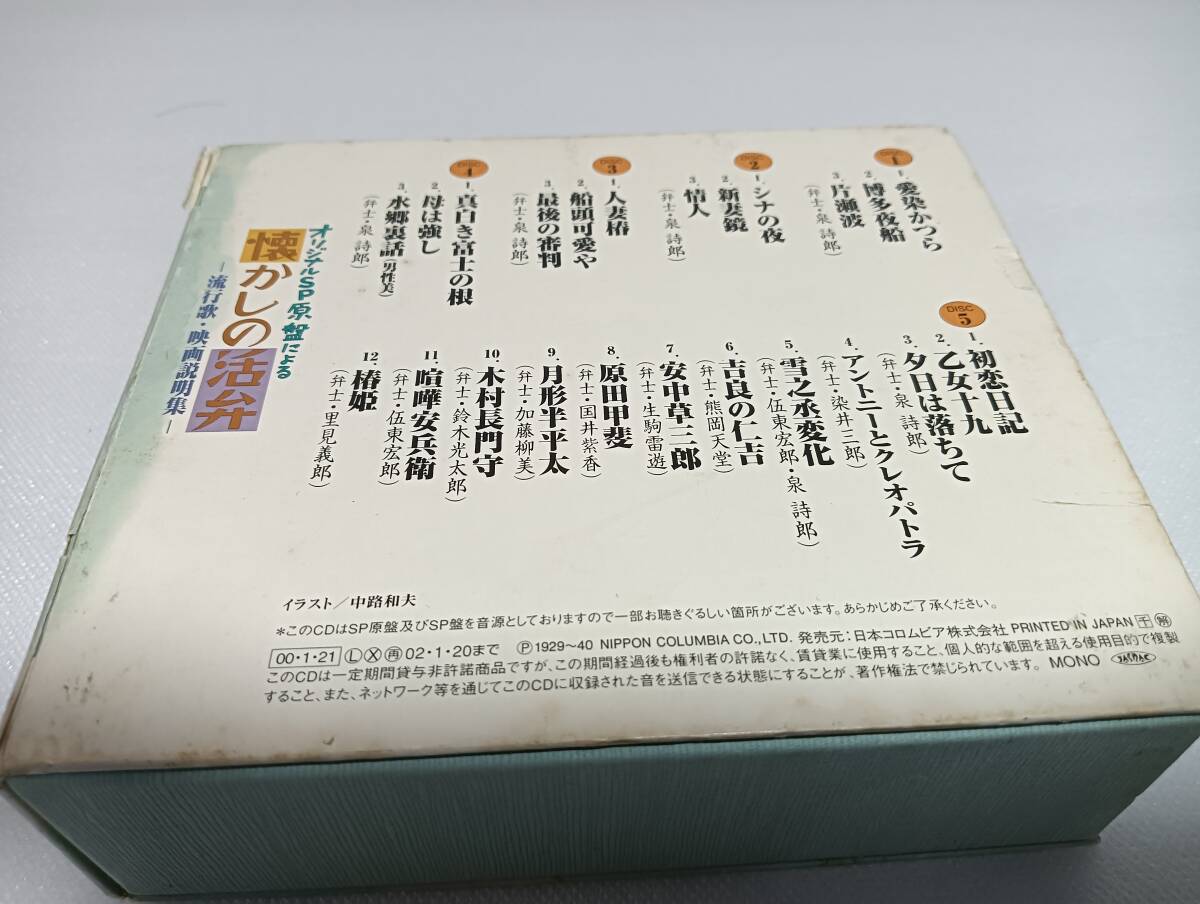 DISC
1
1. 愛染かつら
2. 博多夜船
3. 片瀬波
(弁士・泉 詩郎)
DISC
2
1. シナの夜
2. 新妻鏡
3. 情人
(弁士・泉 詩郎)
DISC
3
1. 人妻椿
2. 船頭可愛や
3. 最後の審判
(弁士・泉 詩郎)
DISC
4
1. 真白き富士の根
2. 母は強し
3. 水郷裏話(男性美)
(弁士・泉 詩郎)
DISC
5
1. 初恋日記
2. 乙女十九
3. 夕日は落ちて
(弁士・泉 詩郎)
4. アントニーとクレオパトラ
(弁士・染井三郎)
5. 雪之丞変化
(弁士・伍東宏郎・泉 詩郎)
6. 吉良の仁吉
(弁士・熊岡天堂)
7. 安中草三郎
(弁士・生駒雷遊)
8. 原田甲斐
(弁士・国井紫香)
9. 月形半平太
(弁士・加藤柳美)
10. 木村長門守
(弁士・鈴木光太郎)
11. 喧嘩安兵衛
(弁士・伍東宏郎)
12. 椿姫
(弁士・里見義郎)
オリジナルSP原盤による
懐かしの活弁
―流行歌・映画説明集―
イラスト/中路和夫
*このCDはSP原盤及びSP盤を音源としておりますので一部お聴きぐるしい箇所がございます。あらかじめご了承ください。
00・1・21 Ⓛ Ⓧ ㊞02・1・20まで Ⓟ 1929〜40 NIPPON COLUMBIA CO., LTD. 発売元:日本コロムビア株式会社 PRINTED IN JAPAN
このCDは一定期間貸与非許諾商品ですが、この期間経過後も権利者の許諾なく、賃貸業に使用すること、個人的な範囲を超える使用目的で複製
すること、また、ネットワーク等を通じてこのCDに収録された音を送信できる状態にすることが、著作権法で禁じられています。 MONO JASRAC